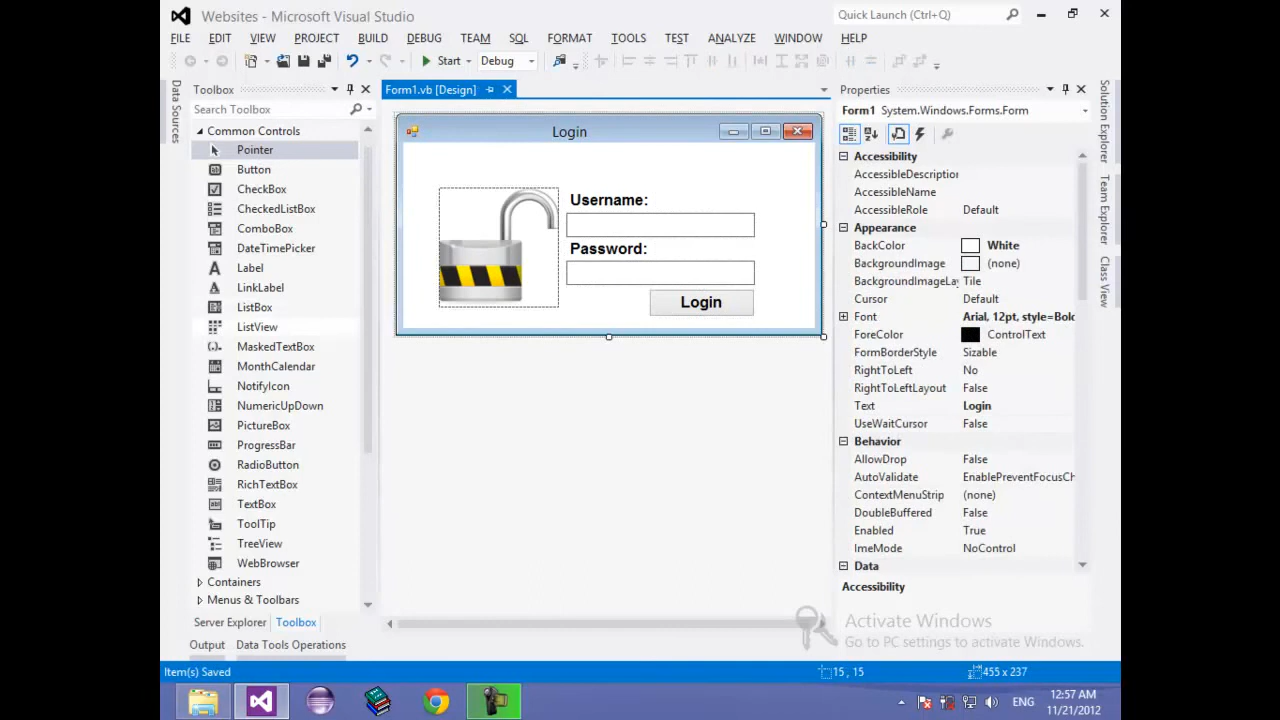 Websites - Microsoft Visual Studio
Quick Launch (Ctrl+Q)
FILE EDIT VIEW PROJECT BUILD DEBUG TEAM SQL FORMAT TOOLS TEST ANALYZE WINDOW HELP
Start Debug
Data Sources
Toolbox
Search Toolbox
Common Controls
Pointer
Button
CheckBox
CheckedListBox
ComboBox
DateTimePicker
Label
LinkLabel
ListBox
ListView
MaskedTextBox
MonthCalendar
NotifyIcon
NumericUpDown
PictureBox
ProgressBar
RadioButton
RichTextBox
TextBox
ToolTip
TreeView
WebBrowser
Containers
Menus & Toolbars
Server Explorer Toolbox
Output Data Tools Operations
Form1.vb [Design]
Login
Username:
Password:
Login
Properties
Form1 System.Windows.Forms.Form
Accessibility
AccessibleDescription
AccessibleName
AccessibleRole Default
Appearance
BackColor White
BackgroundImage (none)
BackgroundImageLa Tile
Cursor Default
Font Arial, 12pt, style=Bold
ForeColor ControlText
FormBorderStyle Sizable
RightToLeft No
RightToLeftLayout False
Text Login
UseWaitCursor False
Behavior
AllowDrop False
AutoValidate EnablePreventFocusCh
ContextMenuStrip (none)
DoubleBuffered False
Enabled True
ImeMode NoControl
Data
Accessibility
Solution Explorer
Team Explorer
Class View
Activate Windows
Go to PC settings to activate Windows.
Item(s) Saved
15 , 15
455 x 237
ENG
12:57 AM
11/21/2012